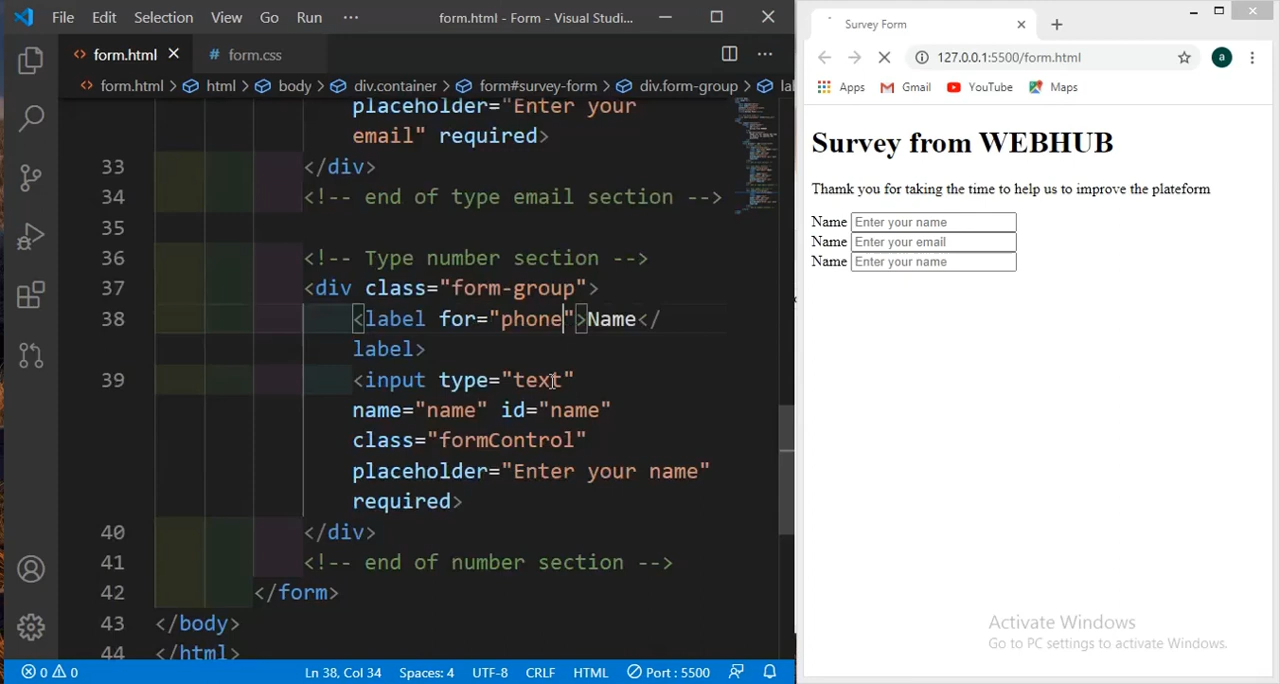 File Edit Selection View Go Run ··· form.html - Form - Visual Studi...
form.html form.css
form.html html body div.container form#survey-form div.form-group
placeholder="Enter your
email" required>
33 </div>
34 <!-- end of type email section -->
35
36 <!-- Type number section -->
37 <div class="form-group">
38 <label for="phone">Name</
label>
39 <input type="text"
name="name" id="name"
class="formControl"
placeholder="Enter your name"
required>
40 </div>
41 <!-- end of number section -->
42 </form>
43 </body>
44 </html>
0 0 Ln 38, Col 34 Spaces: 4 UTF-8 CRLF HTML Port : 5500
Survey Form
127.0.0.1:5500/form.html a
Apps Gmail YouTube Maps
Survey from WEBHUB
Thamk you for taking the time to help us to improve the plateform
Name Enter your name
Name Enter your email
Name Enter your name
Activate Windows
Go to PC settings to activate Windows.